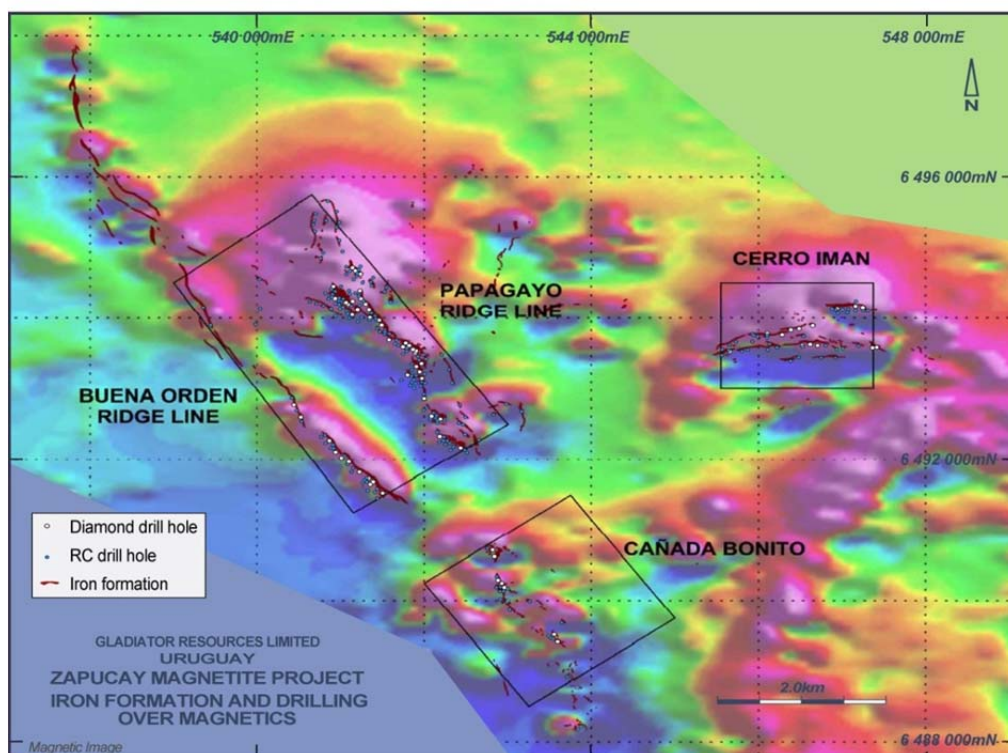 540 000mE
544 000mE
548 000mE
N
6 496 000mN
CERRO IMAN
PAPAGAYO
RIDGE LINE
BUENA ORDEN
RIDGE LINE
6 492 000mN
Diamond drill hole
RC drill hole
Iron formation
CAÑADA BONITO
GLADIATOR RESOURCES LIMITED
URUGUAY
ZAPUCAY MAGNETITE PROJECT
IRON FORMATION AND DRILLING
OVER MAGNETICS
2.0km
6 488 000mN
Magnetic Image